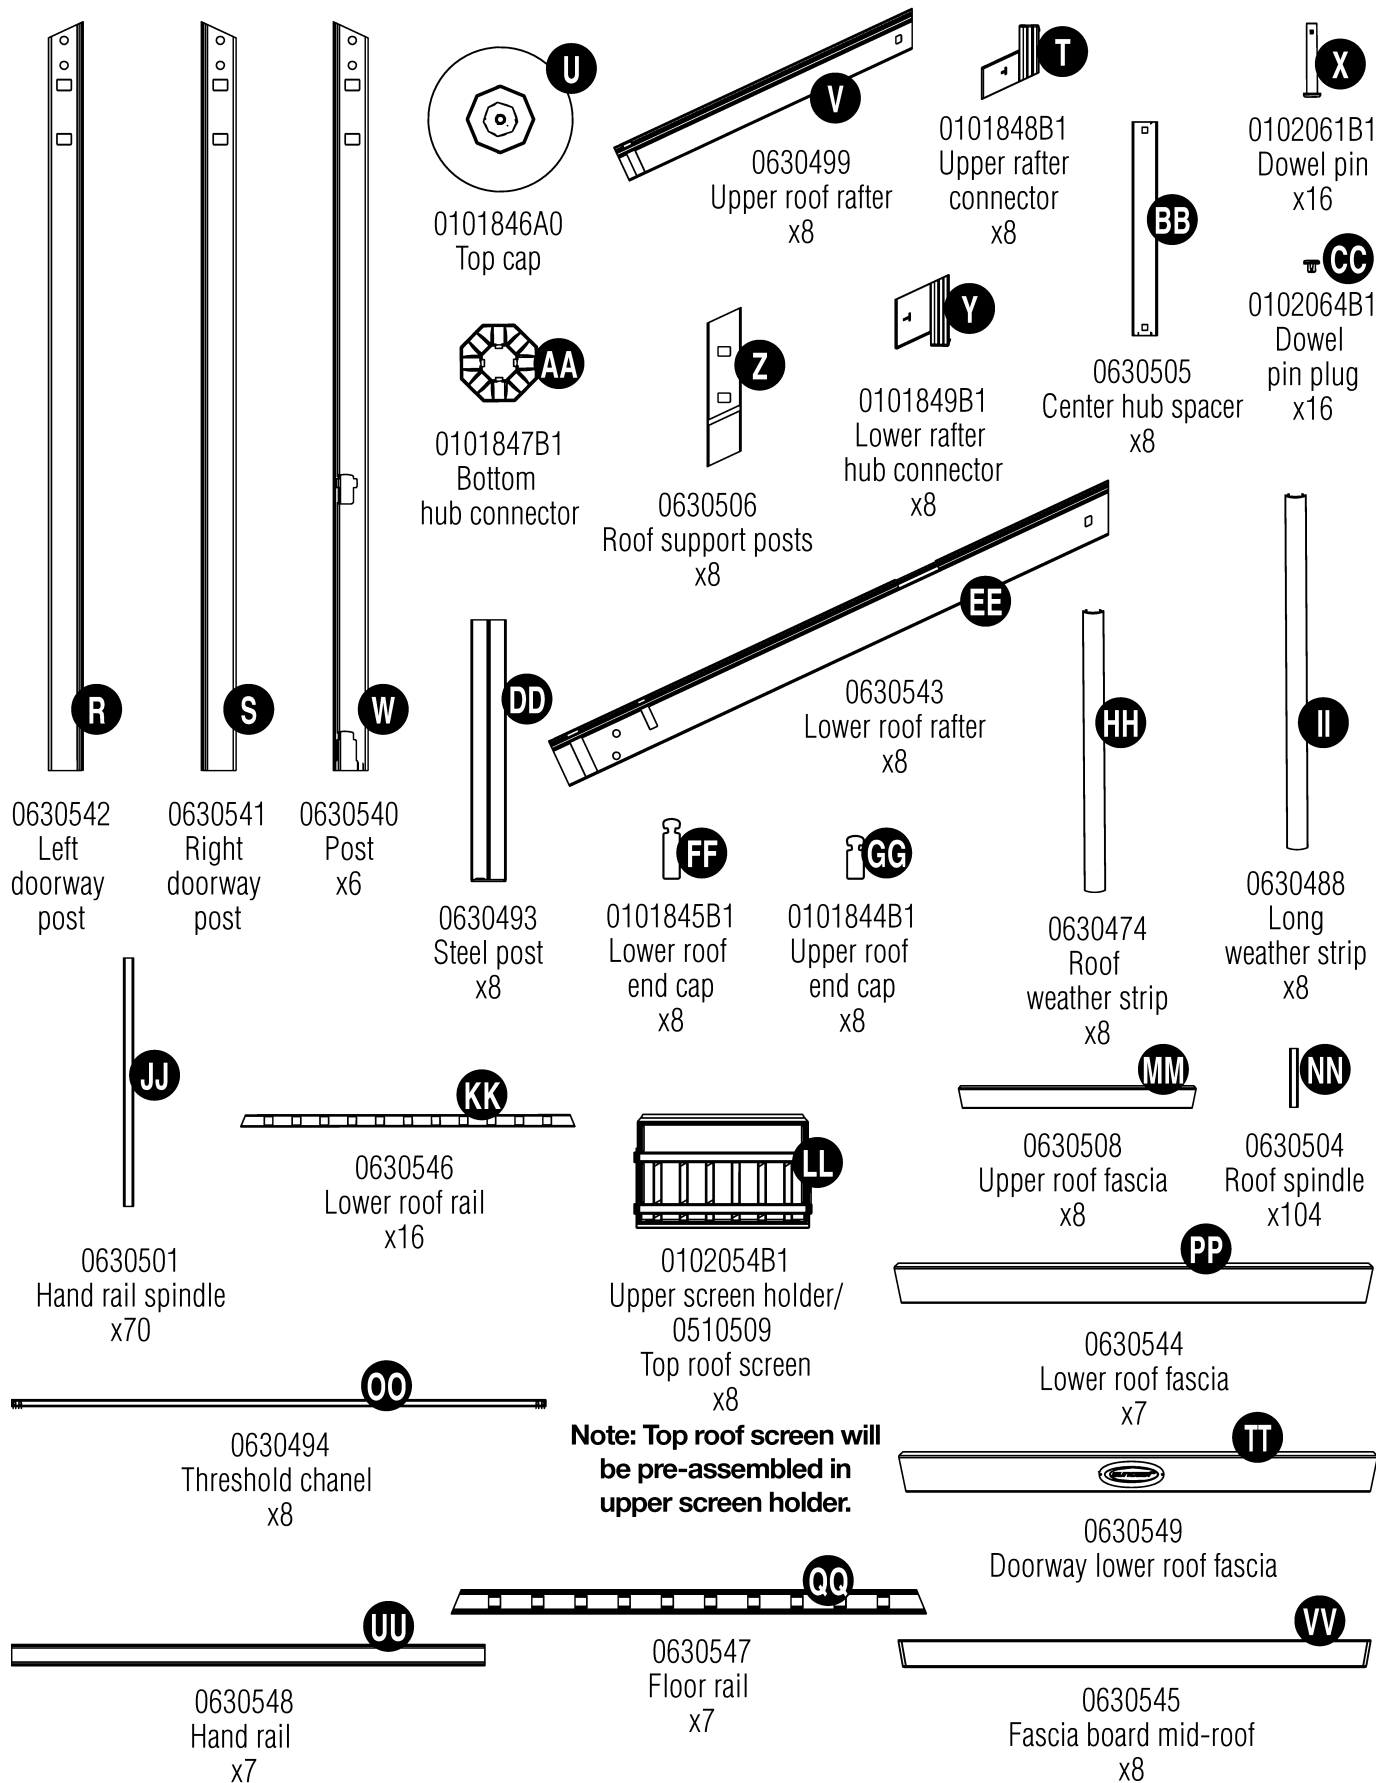 U
0101846A0
Top cap
V
0630499
Upper roof rafter
x8
T
0101848B1
Upper rafter
connector
x8
X
0102061B1
Dowel pin
x16
BB
0630505
Center hub spacer
x8
CC
0102064B1
Dowel
pin plug
x16
AA
0101847B1
Bottom
hub connector
Z
0630506
Roof support posts
x8
Y
0101849B1
Lower rafter
hub connector
x8
R
0630542
Left
doorway
post
S
0630541
Right
doorway
post
W
0630540
Post
x6
DD
0630493
Steel post
x8
EE
0630543
Lower roof rafter
x8
FF
0101845B1
Lower roof
end cap
x8
GG
0101844B1
Upper roof
end cap
x8
HH
0630474
Roof
weather strip
x8
II
0630488
Long
weather strip
x8
JJ
0630501
Hand rail spindle
x70
KK
0630546
Lower roof rail
x16
LL
0102054B1
Upper screen holder/
0510509
Top roof screen
x8
Note: Top roof screen will
be pre-assembled in
upper screen holder.
MM
0630508
Upper roof fascia
x8
NN
0630504
Roof spindle
x104
PP
0630544
Lower roof fascia
x7
OO
0630494
Threshold chanel
x8
TT
0630549
Doorway lower roof fascia
QQ
0630547
Floor rail
x7
UU
0630548
Hand rail
x7
VV
0630545
Fascia board mid-roof
x8